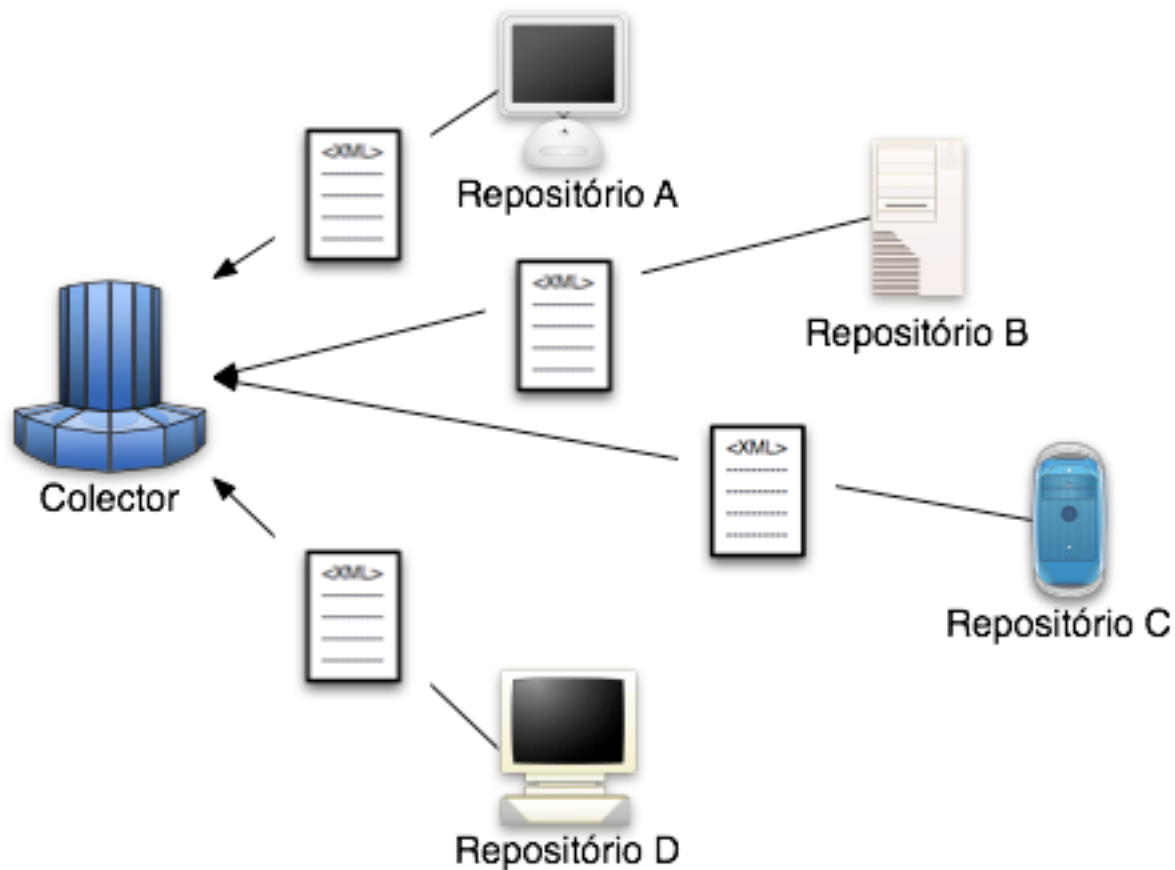 <XML>
Repositório A
<XML>
Repositório B
Colector
<XML>
Repositório C
<XML>
Repositório D